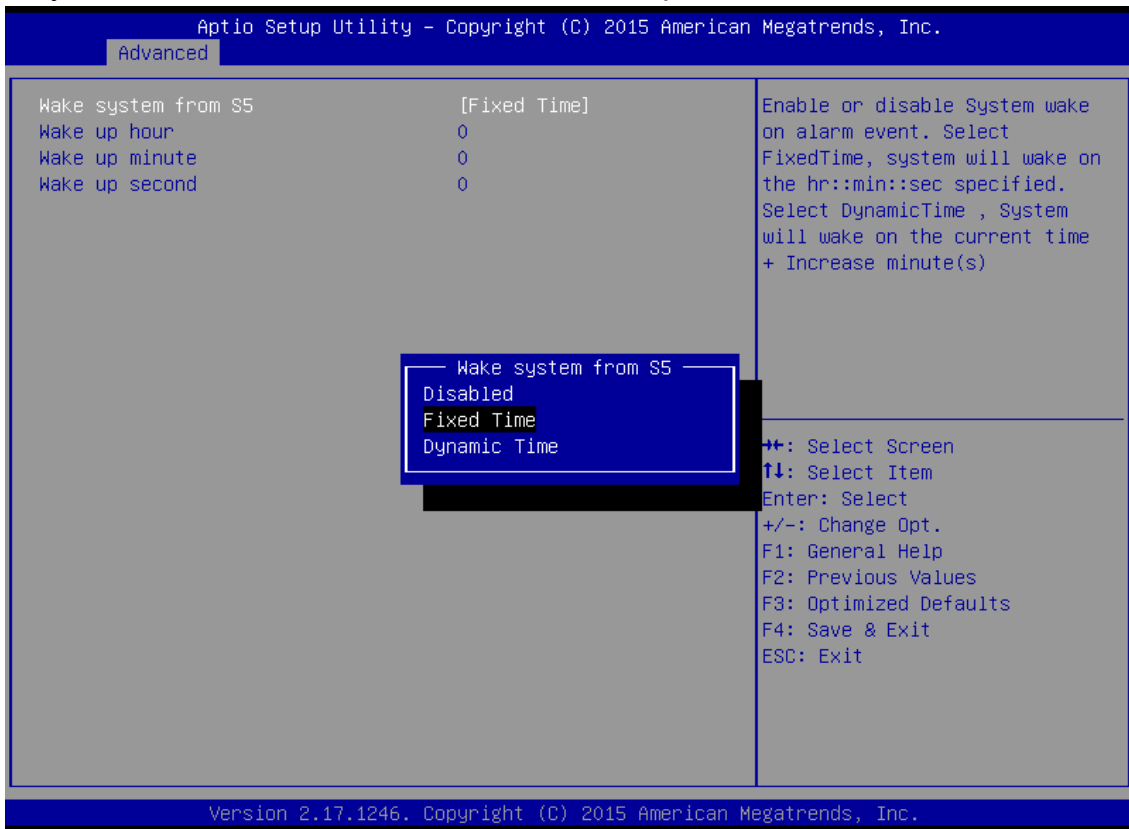 Aptio Setup Utility – Copyright (C) 2015 American Megatrends, Inc.
Advanced
Wake system from S5 [Fixed Time]
Wake up hour 0
Wake up minute 0
Wake up second 0
Enable or disable System wake
on alarm event. Select
FixedTime, system will wake on
the hr::min::sec specified.
Select DynamicTime , System
will wake on the current time
+ Increase minute(s)
Wake system from S5
Disabled
Fixed Time
Dynamic Time
→←: Select Screen
↑↓: Select Item
Enter: Select
+/-: Change Opt.
F1: General Help
F2: Previous Values
F3: Optimized Defaults
F4: Save & Exit
ESC: Exit
Version 2.17.1246. Copyright (C) 2015 American Megatrends, Inc.